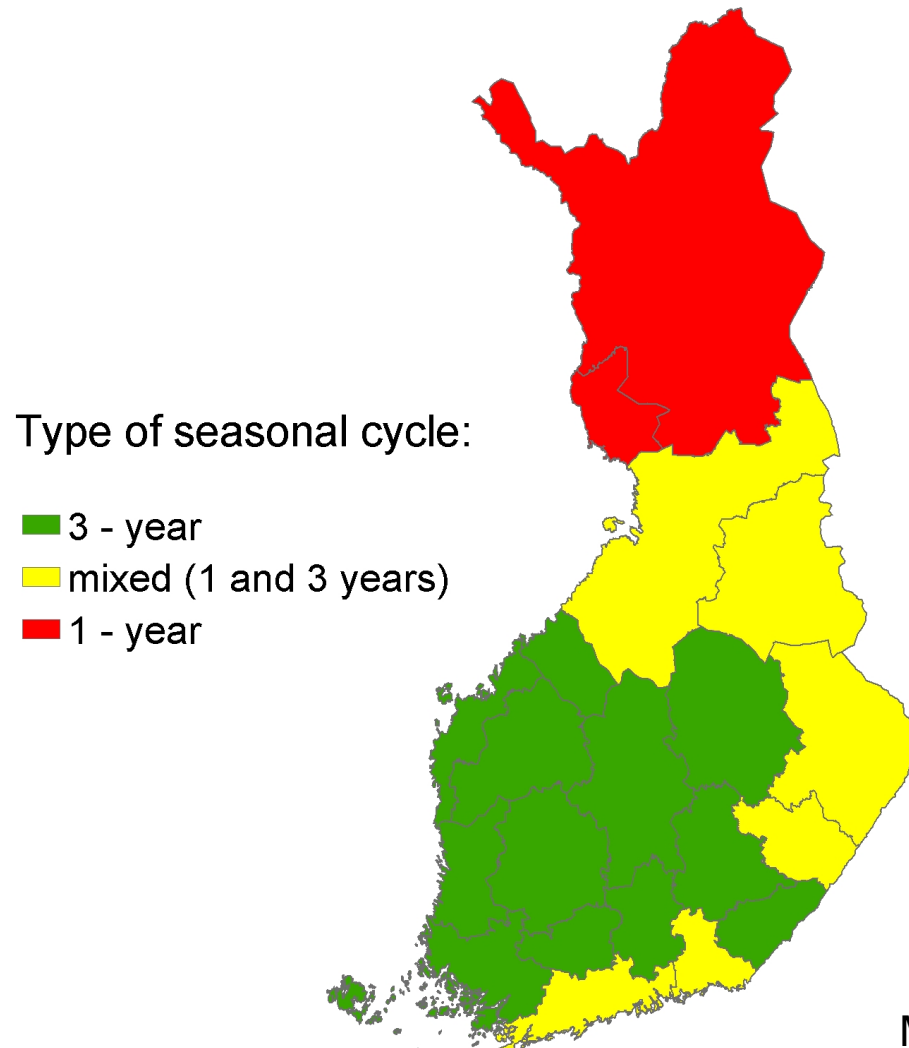 Type of seasonal cycle:
3 - year
mixed (1 and 3 years)
1 - year